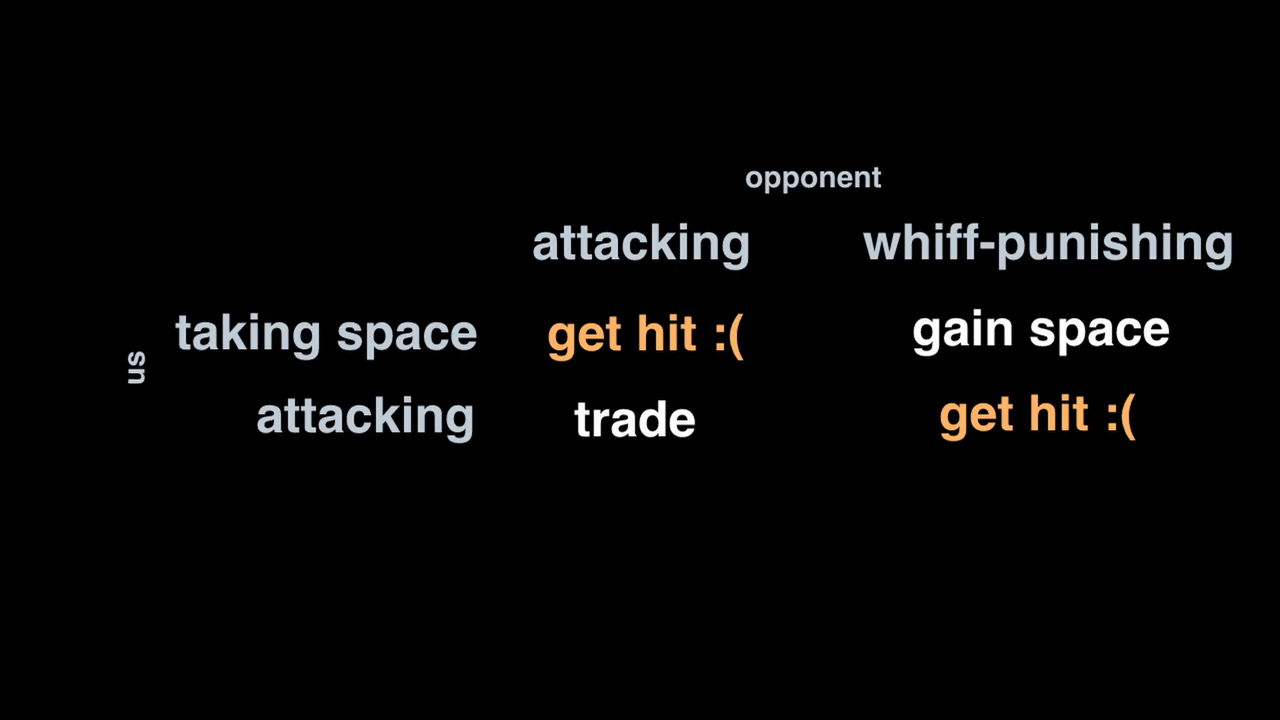 opponent
attacking whiff-punishing
taking space get hit :( gain space
us
attacking trade get hit :(